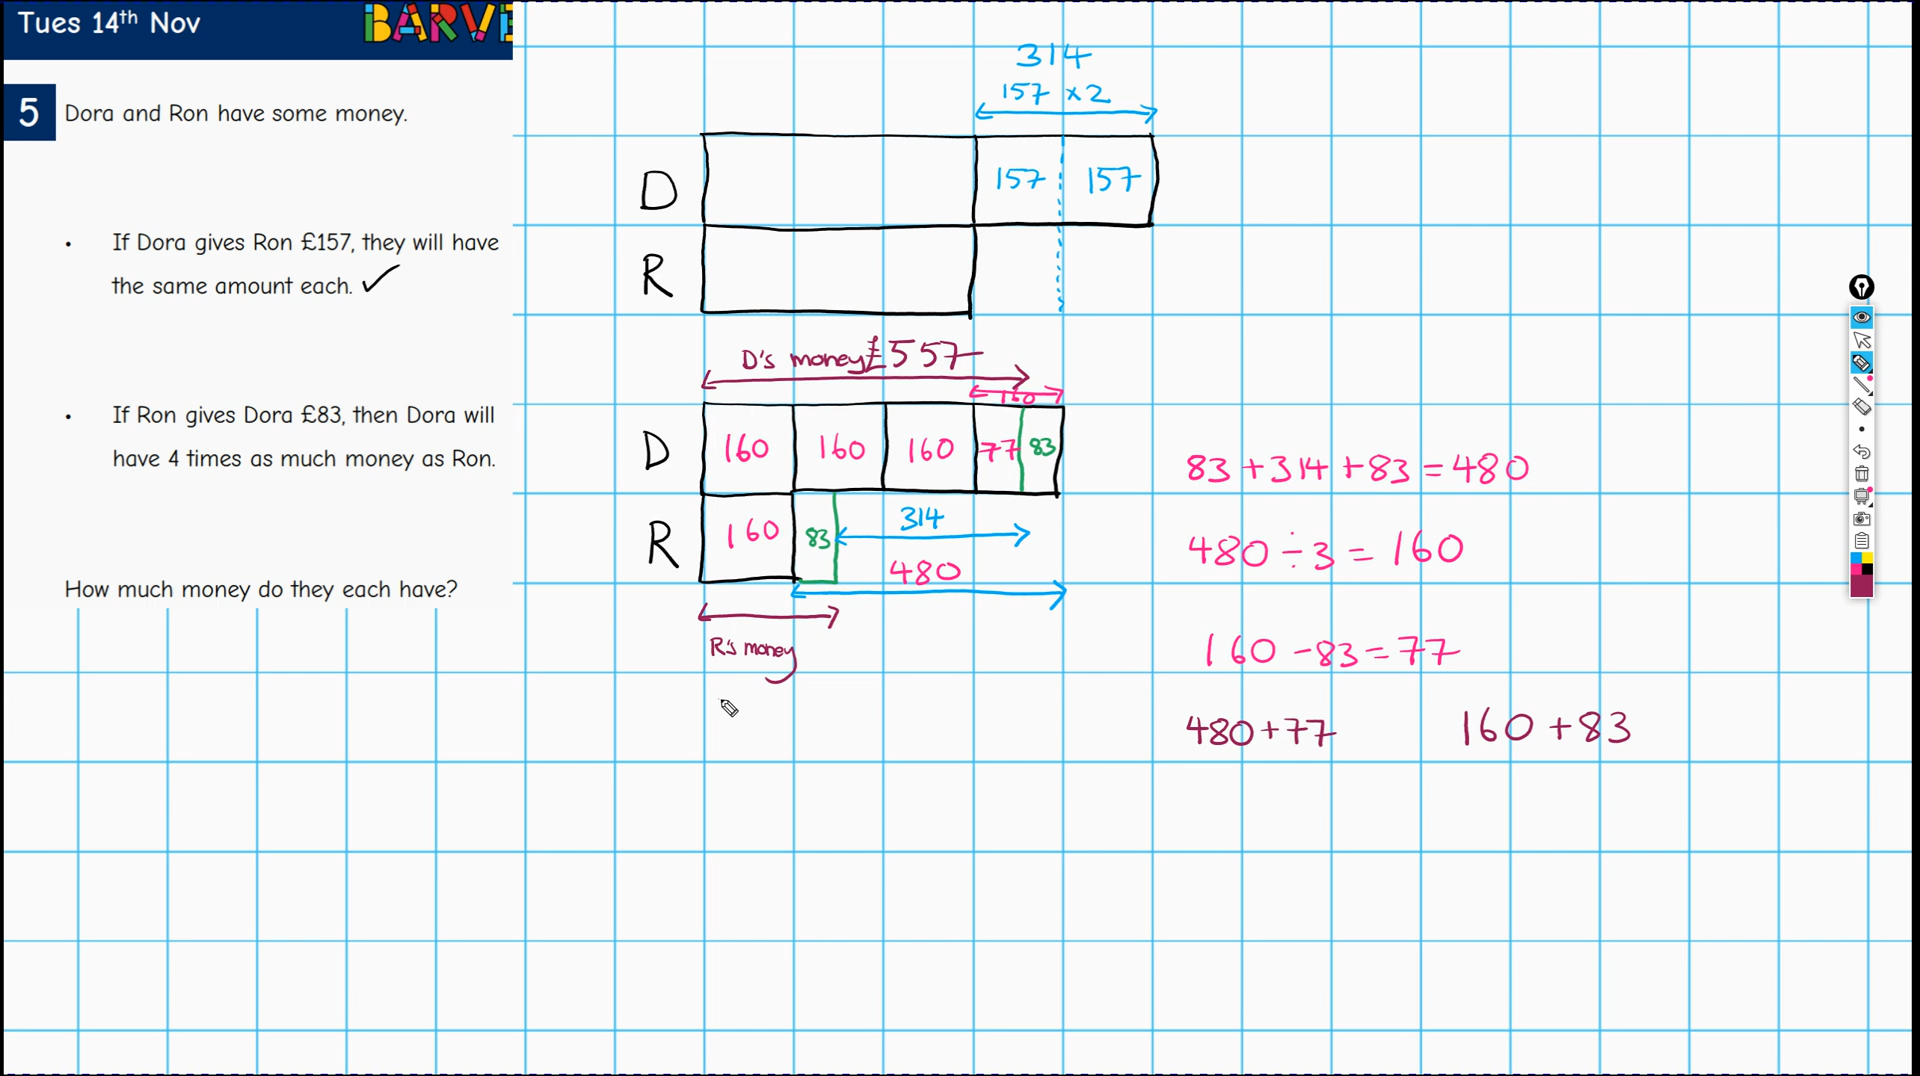 Tues 14th Nov
BARVE
5
Dora and Ron have some money.
If Dora gives Ron £157, they will have
the same amount each. ✓
If Ron gives Dora £83, then Dora will
have 4 times as much money as Ron.
How much money do they each have?
314
157 × 2
D
157 157
R
D's money £557
160
D
160 160 160 77 83
R
160 83
314
480
R's money
83 + 314 + 83 = 480
480 ÷ 3 = 160
160 - 83 = 77
480 + 77
160 + 83